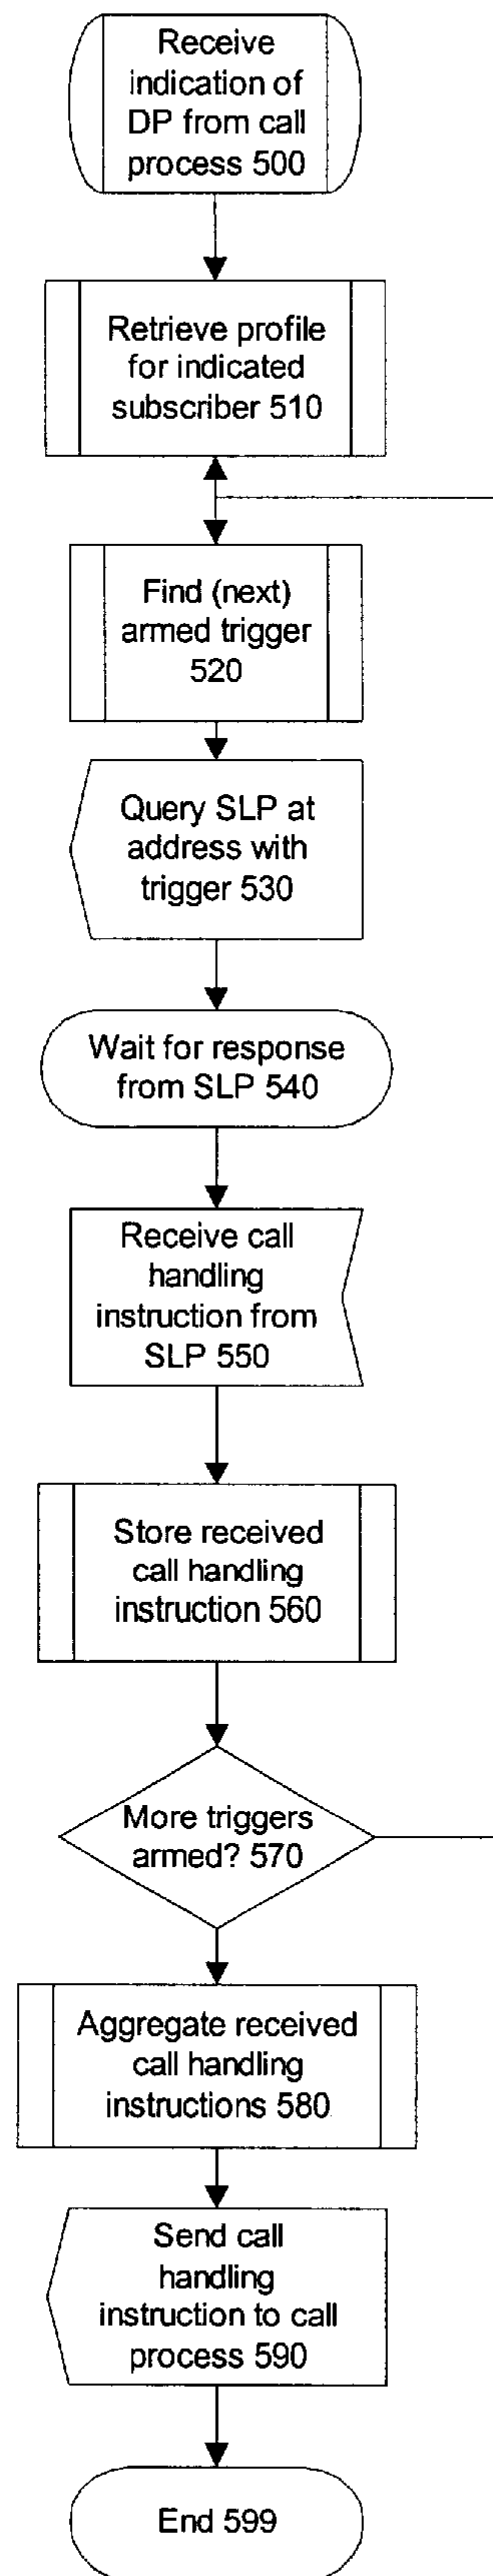 Receive
indication of
DP from call
process 500
Retrieve profile
for indicated
subscriber 510
Find (next)
armed trigger
520
Query SLP at
address with
trigger 530
Wait for response
from SLP 540
Receive call
handling
instruction from
SLP 550
Store received
call handling
instruction 560
More triggers
armed? 570
Aggregate received
call handling
instructions 580
Send call
handling
instruction to call
process 590
End 599